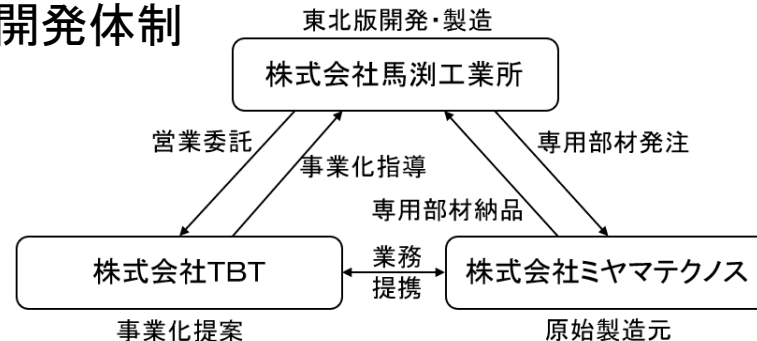 開発体制
東北版開発・製造
株式会社馬渕工業所
営業委託
専用部材発注
事業化指導
専用部材納品
株式会社TBT
業務
提携
株式会社ミヤマテクノス
事業化提案
原始製造元